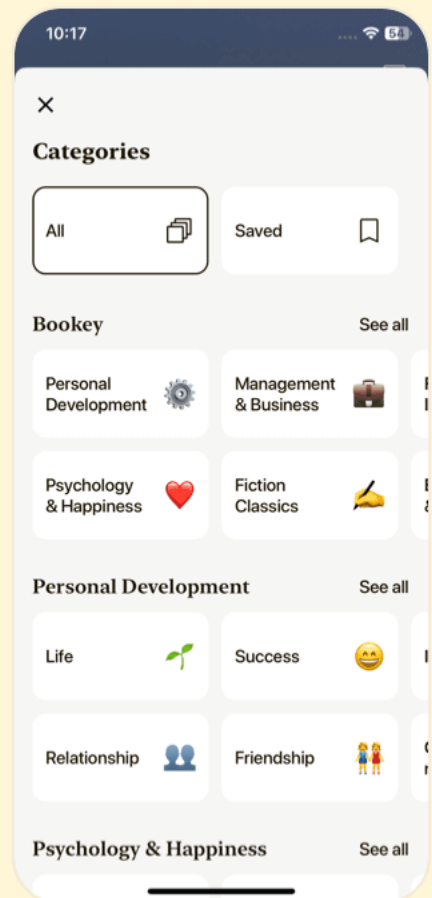 10:17
54
Categories
All
Saved
Bookey
See all
Personal
Development
Management
& Business
Psychology
& Happiness
Fiction
Classics
Personal Development
See all
Life
Success
Relationship
Friendship
Psychology & Happiness
See all